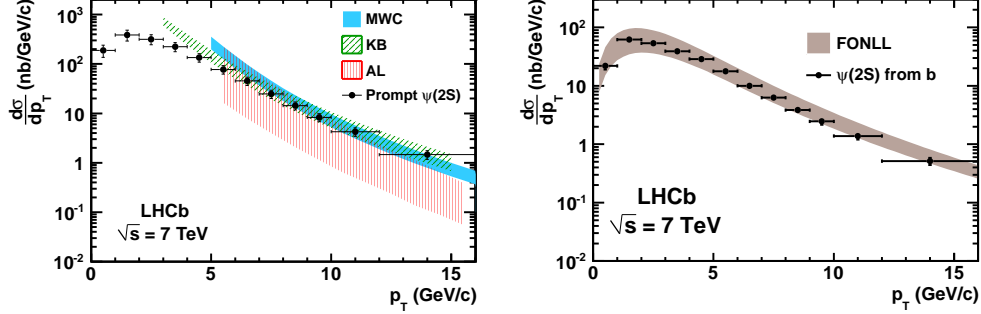 dσ/dp_T (nb/GeV/c)
10³
10²
10
1
10⁻¹
10⁻²
MWC
KB
AL
Prompt ψ(2S)
LHCb
√s = 7 TeV
0 5 10 15
p_T (GeV/c)
dσ/dp_T (nb/GeV/c)
10²
10
1
10⁻¹
10⁻²
FONLL
ψ(2S) from b
LHCb
√s = 7 TeV
0 5 10 15
p_T (GeV/c)